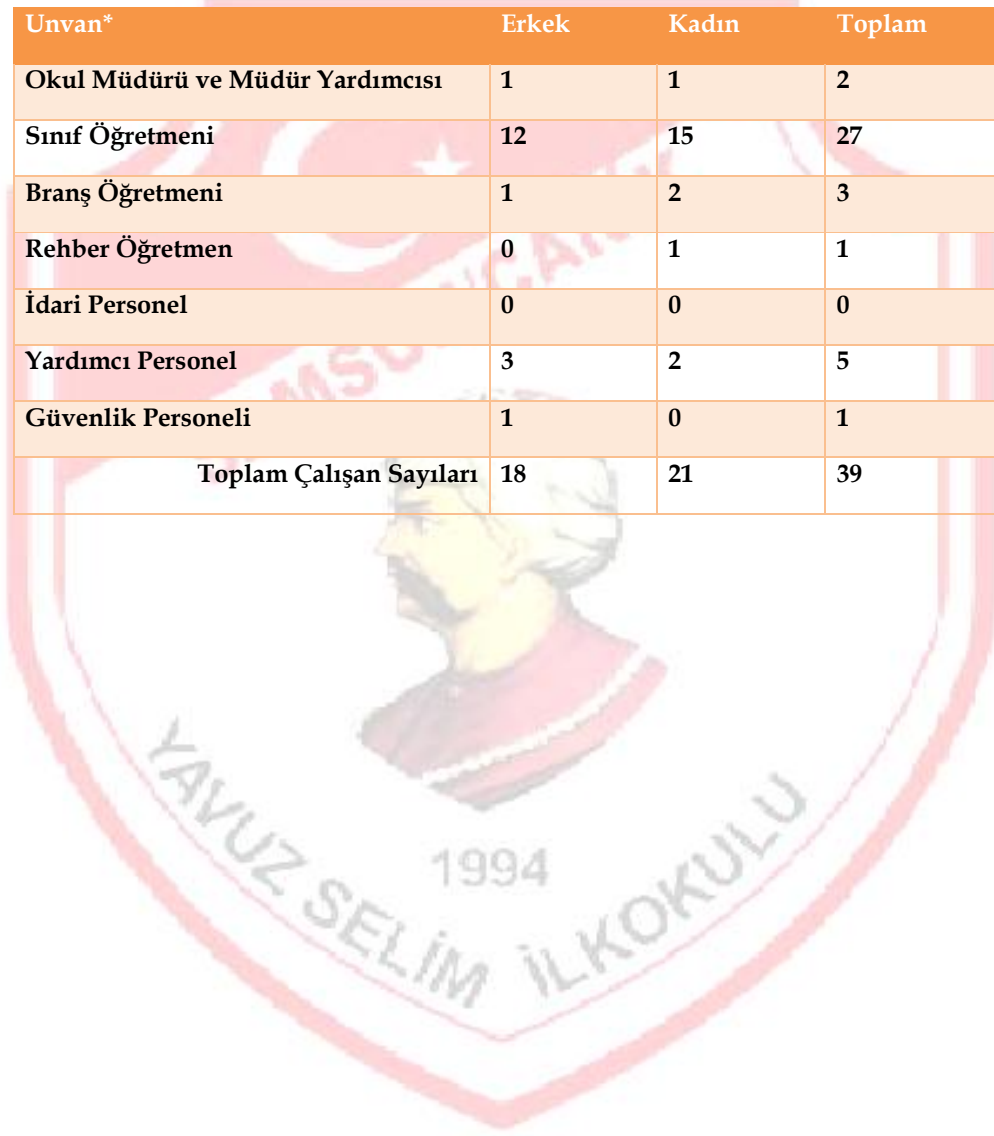 Unvan* Erkek Kadın Toplam
Okul Müdürü ve Müdür Yardımcısı 1 1 2
Sınıf Öğretmeni 12 15 27
Branş Öğretmeni 1 2 3
Rehber Öğretmen 0 1 1
İdari Personel 0 0 0
Yardımcı Personel 3 2 5
Güvenlik Personeli 1 0 1
Toplam Çalışan Sayıları 18 21 39
1994
YAVUZ SELİM İLKOKULU